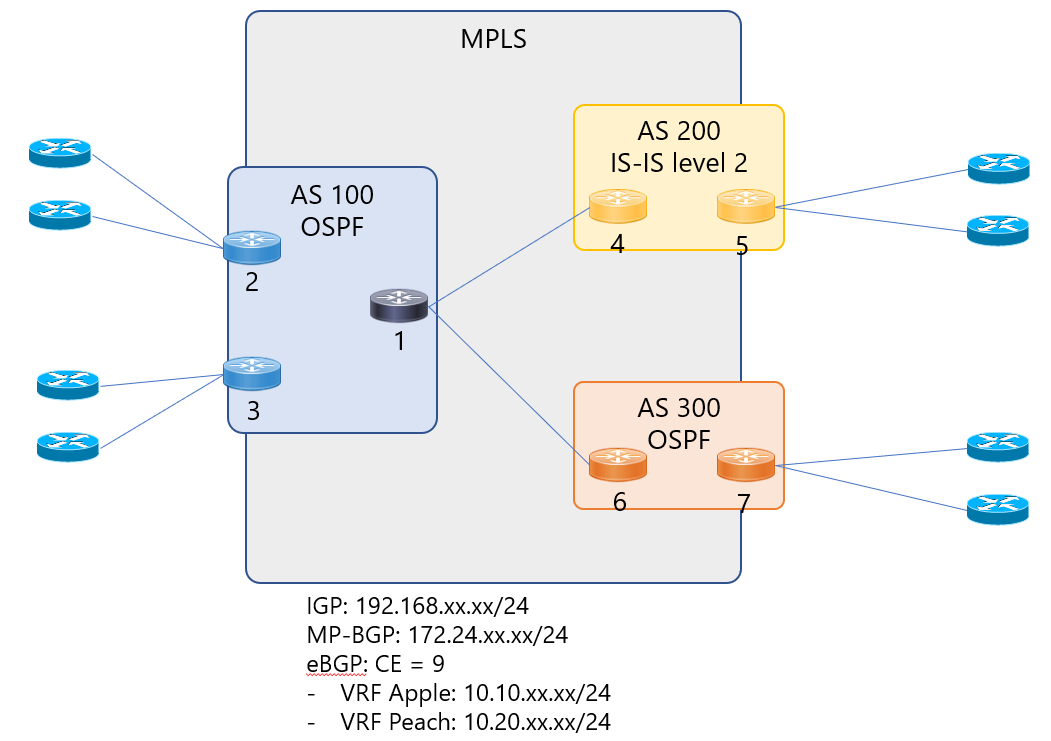 MPLS
AS 200
IS-IS level 2
4
5
AS 100
OSPF
2
1
3
AS 300
OSPF
6
7
IGP: 192.168.xx.xx/24
MP-BGP: 172.24.xx.xx/24
eBGP: CE = 9
- VRF Apple: 10.10.xx.xx/24
- VRF Peach: 10.20.xx.xx/24